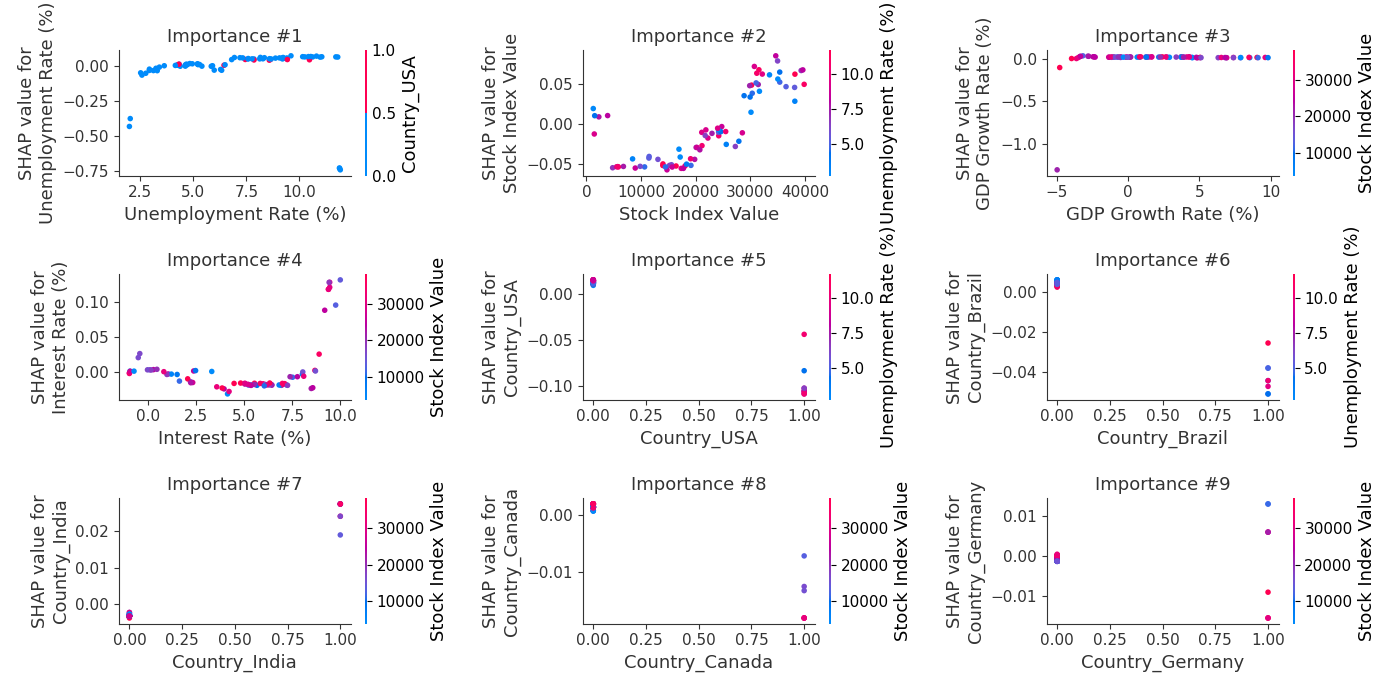 Importance #1
SHAP value for
Unemployment Rate (%)
0.00
−0.25
−0.50
−0.75
2.5
5.0
7.5
10.0
Unemployment Rate (%)
1.0
0.5
0.0
Country_USA
Importance #2
SHAP value for
Stock Index Value
0.05
0.00
−0.05
0
10000
20000
30000
40000
Stock Index Value
10.0
7.5
5.0
Unemployment Rate (%)
Importance #3
SHAP value for
GDP Growth Rate (%)
0.0
−0.5
−1.0
−5
0
5
10
GDP Growth Rate (%)
30000
20000
10000
Stock Index Value
Importance #4
SHAP value for
Interest Rate (%)
0.10
0.05
0.00
0.0
2.5
5.0
7.5
10.0
Interest Rate (%)
30000
20000
10000
Stock Index Value
Importance #5
SHAP value for
Country_USA
0.00
−0.05
−0.10
0.00
0.25
0.50
0.75
1.00
Country_USA
10.0
7.5
5.0
Unemployment Rate (%)
Importance #6
SHAP value for
Country_Brazil
0.00
−0.02
−0.04
0.00
0.25
0.50
0.75
1.00
Country_Brazil
10.0
7.5
5.0
Unemployment Rate (%)
Importance #7
SHAP value for
Country_India
0.02
0.01
0.00
0.00
0.25
0.50
0.75
1.00
Country_India
30000
20000
10000
Stock Index Value
Importance #8
SHAP value for
Country_Canada
0.00
−0.01
0.00
0.25
0.50
0.75
1.00
Country_Canada
30000
20000
10000
Stock Index Value
Importance #9
SHAP value for
Country_Germany
0.01
0.00
−0.01
0.00
0.25
0.50
0.75
1.00
Country_Germany
30000
20000
10000
Stock Index Value